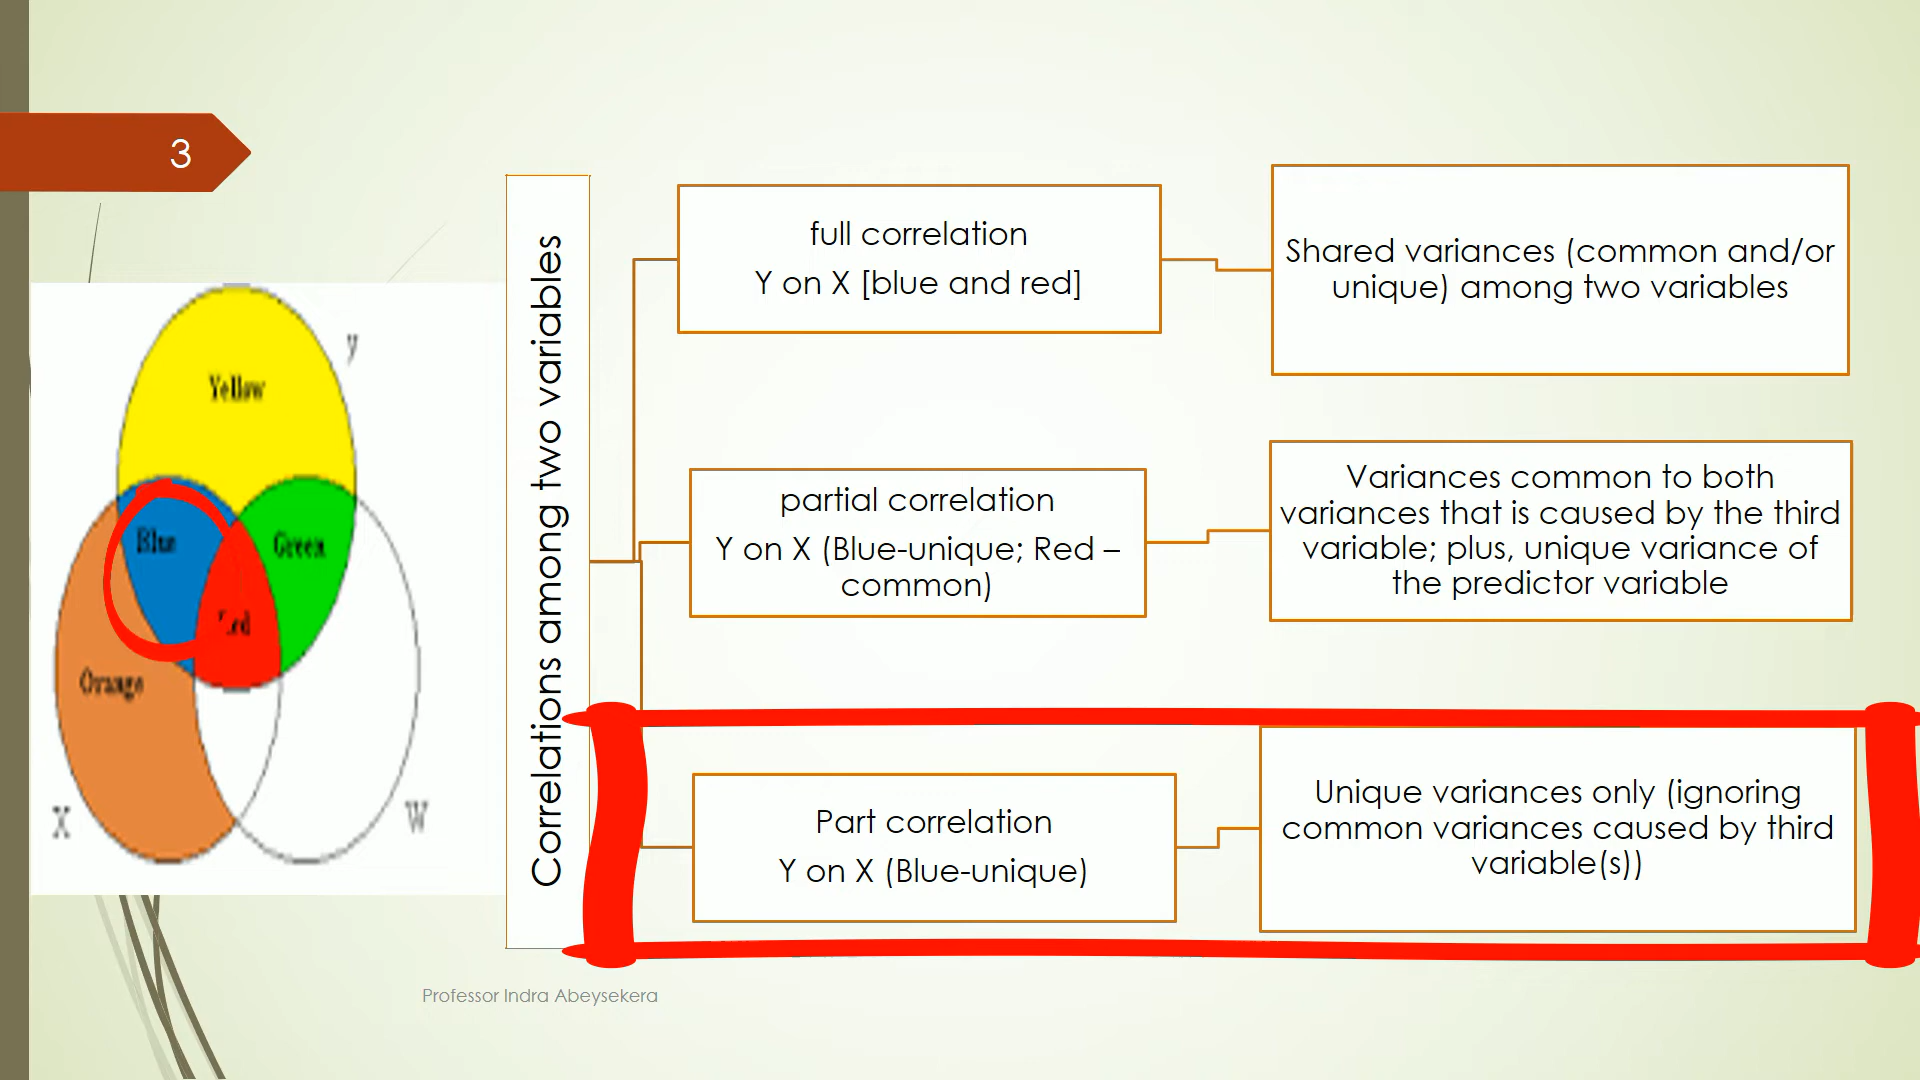 3
y
Yellow
Blue
Green
Orange
X
W
Correlations among two variables
full correlation
Y on X [blue and red]
Shared variances (common and/or
unique) among two variables
partial correlation
Y on X (Blue-unique; Red –
common)
Variances common to both
variances that is caused by the third
variable; plus, unique variance of
the predictor variable
Part correlation
Y on X (Blue-unique)
Unique variances only (ignoring
common variances caused by third
variable(s))
Professor Indra Abeysekera